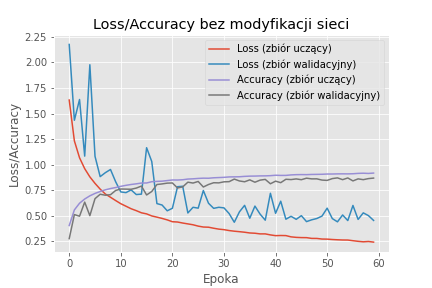 Loss/Accuracy bez modyfikacji sieci
Loss (zbiór uczący)
Loss (zbiór walidacyjny)
Accuracy (zbiór uczący)
Accuracy (zbiór walidacyjny)
Loss/Accuracy
2.25
2.00
1.75
1.50
1.25
1.00
0.75
0.50
0.25
0 10 20 30 40 50 60
Epoka